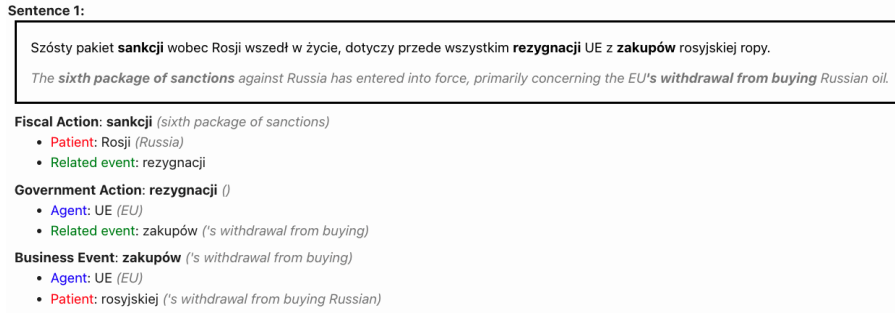 Sentence 1:
Szósty pakiet sankcji wobec Rosji wszedł w życie, dotyczy przede wszystkim rezygnacji UE z zakupów rosyjskiej ropy.
The sixth package of sanctions against Russia has entered into force, primarily concerning the EU's withdrawal from buying Russian oil.
Fiscal Action: sankcji (sixth package of sanctions)
• Patient: Rosji (Russia)
• Related event: rezygnacji
Government Action: rezygnacji ()
• Agent: UE (EU)
• Related event: zakupów ('s withdrawal from buying)
Business Event: zakupów ('s withdrawal from buying)
• Agent: UE (EU)
• Patient: rosyjskiej ('s withdrawal from buying Russian)